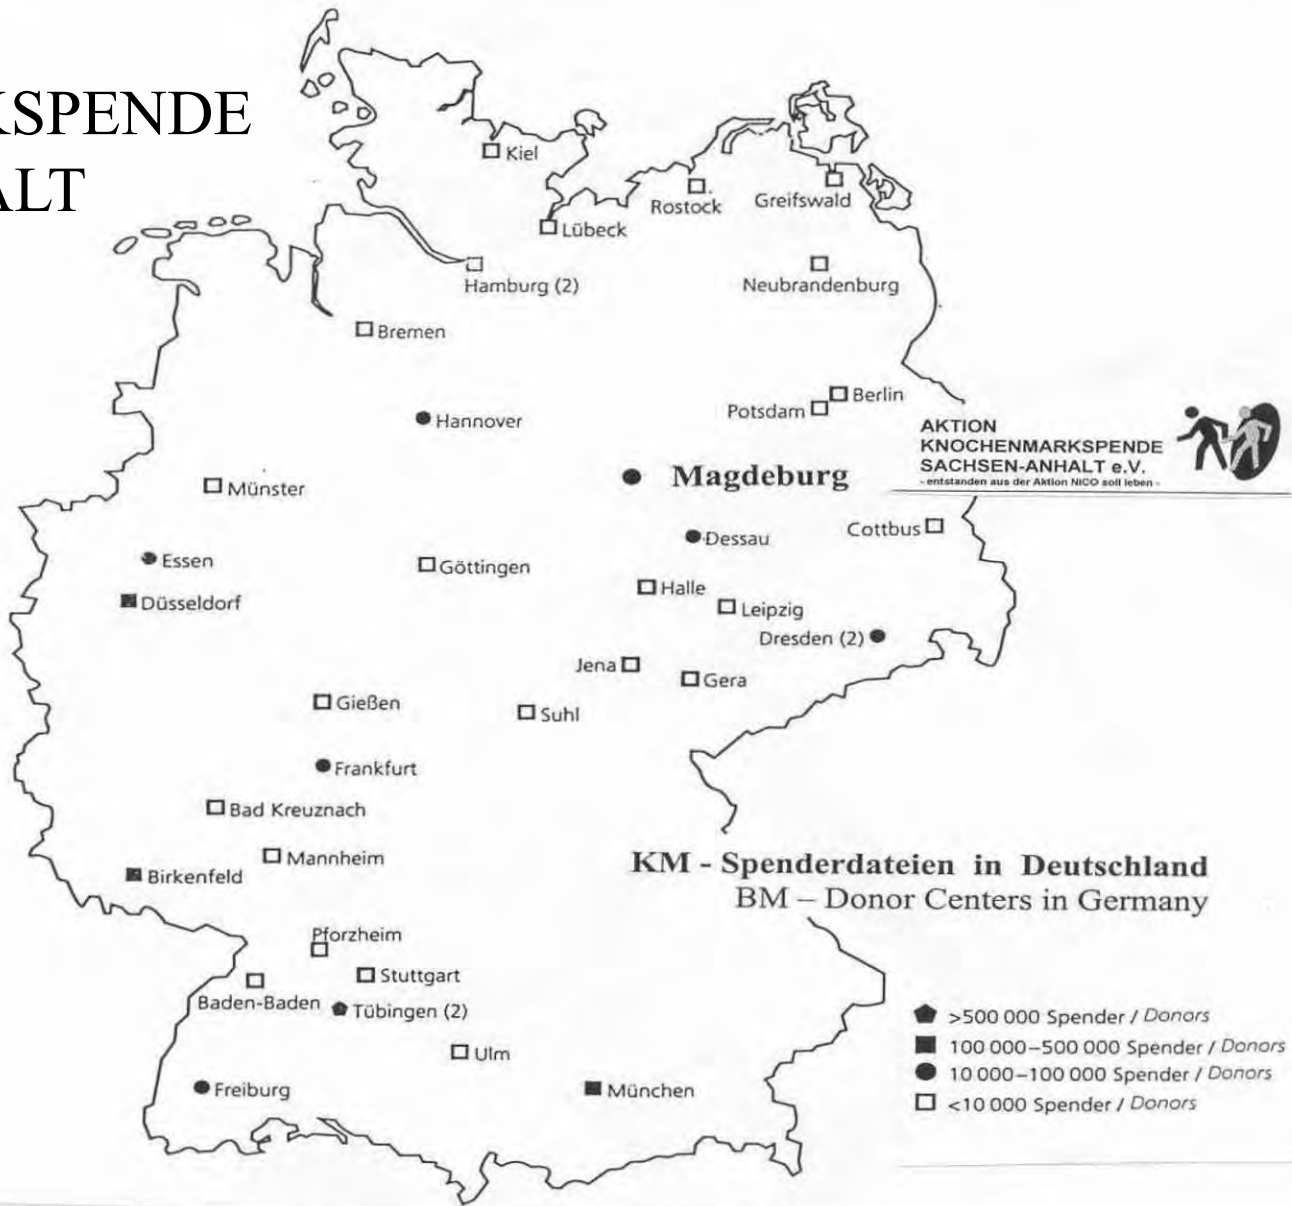 KSPENDE
ALT
Kiel
Rostock
Greifswald
Lübeck
Hamburg (2)
Neubrandenburg
Bremen
Berlin
Potsdam
Hannover
AKTION
KNOCHENMARKSPENDE
SACHSEN-ANHALT e.V.
- entstanden aus der Aktion NICO soll leben -
Magdeburg
Münster
Cottbus
Dessau
Essen
Göttingen
Halle
Düsseldorf
Leipzig
Dresden (2)
Jena
Gera
Gießen
Suhl
Frankfurt
Bad Kreuznach
Mannheim
Birkenfeld
KM - Spenderdateien in Deutschland
BM – Donor Centers in Germany
Pforzheim
Stuttgart
Baden-Baden
Tübingen (2)
Ulm
Freiburg
München
>500 000 Spender / Donors
100 000–500 000 Spender / Donors
10 000–100 000 Spender / Donors
<10 000 Spender / Donors